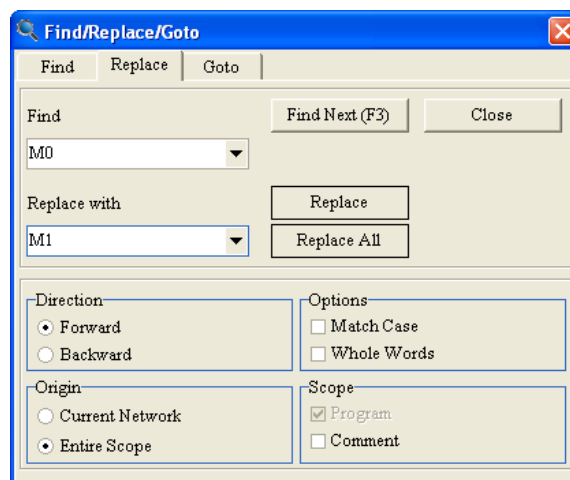 Find/Replace/Goto
Find Replace Goto
Find
Find Next (F3) Close
M0
Replace with
Replace
M1
Replace All
Direction
Forward
Backward
Options
Match Case
Whole Words
Origin
Current Network
Entire Scope
Scope
Program
Comment